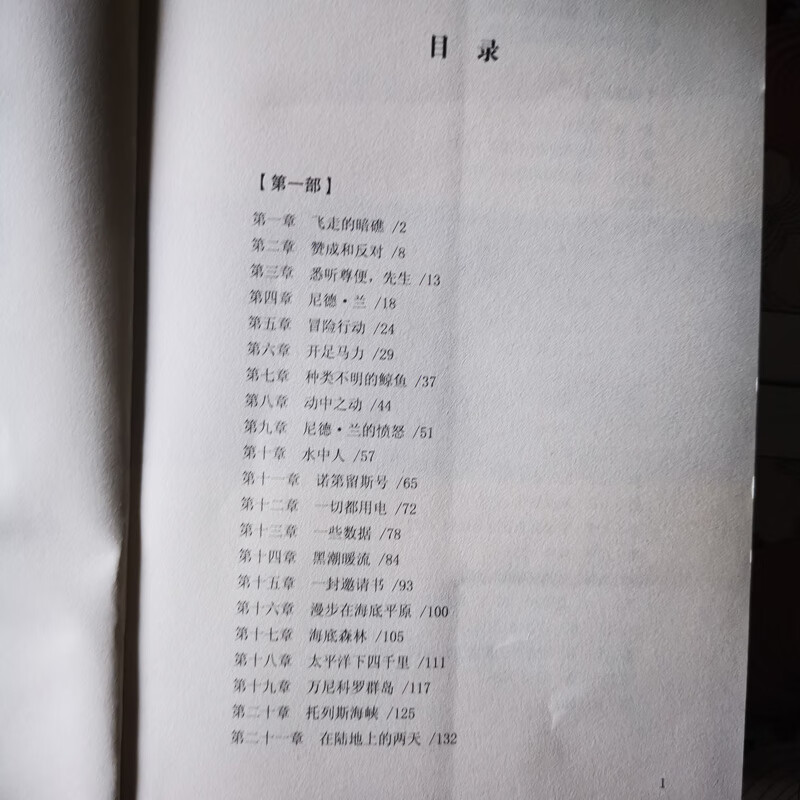 目 录
【第一部】
第一章 飞走的暗礁 /2
第二章 赞成和反对 /8
第三章 悉听尊便，先生 /13
第四章 尼德·兰 /18
第五章 冒险行动 /24
第六章 开足马力 /29
第七章 种类不明的鲸鱼 /37
第八章 动中之动 /44
第九章 尼德·兰的愤怒 /51
第十章 水中人 /57
第十一章 诺第留斯号 /65
第十二章 一切都用电 /72
第十三章 一些数据 /78
第十四章 黑潮暖流 /84
第十五章 一封邀请书 /93
第十六章 漫步在海底平原 /100
第十七章 海底森林 /105
第十八章 太平洋下四千里 /111
第十九章 万尼科罗群岛 /117
第二十章 托列斯海峡 /125
第二十一章 在陆地上的两天 /132
1